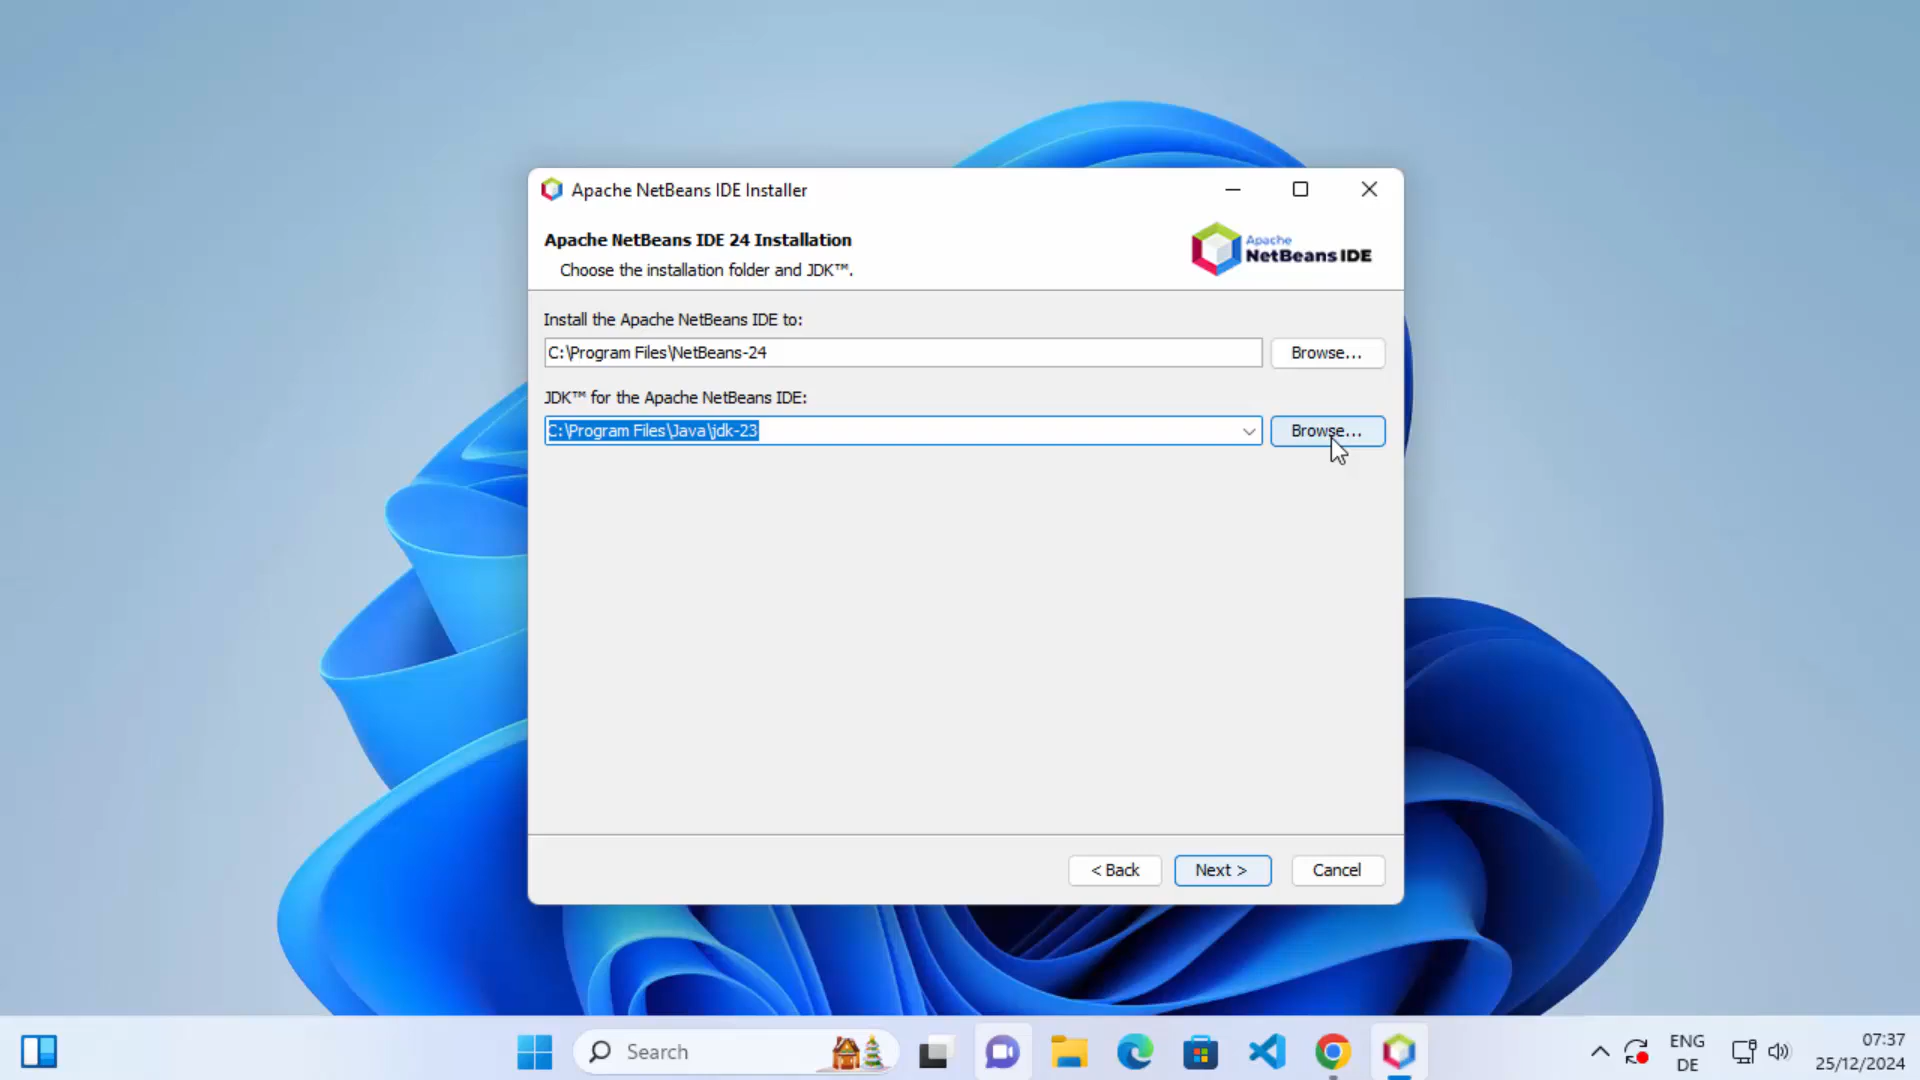 Apache NetBeans IDE Installer
Apache NetBeans IDE 24 Installation
Choose the installation folder and JDK™.
Apache
NetBeans IDE
Install the Apache NetBeans IDE to:
C:\Program Files\NetBeans-24
Browse...
JDK™ for the Apache NetBeans IDE:
C:\Program Files\Java\jdk-23
Browse...
< Back
Next >
Cancel
Search
ENG
DE
07:37
25/12/2024